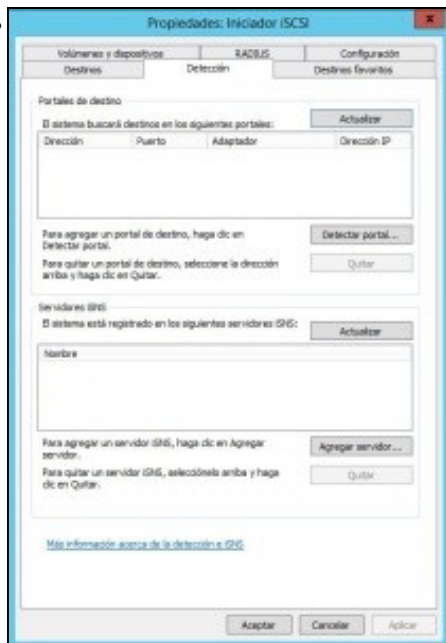 Propiedades: Iniciador iSCSI
Volúmenes y dispositivos RADIUS Configuración
Destinos Detección Destinos favoritos
Portales de destino
El sistema buscará destinos en los siguientes portales: Actualizar
Dirección Puerto Adaptador Dirección IP
Para agregar un portal de destino, haga clic en
Detectar portal.
Detectar portal...
Para quitar un portal de destino, seleccione la dirección
arriba y haga clic en Quitar.
Quitar
Servidores iSNS
El sistema está registrado en los siguientes servidores iSNS:
Actualizar
Nombre
Para agregar un servidor iSNS, haga clic en Agregar
servidor.
Agregar servidor...
Para quitar un servidor iSNS, selecciónelo arriba y haga
clic en Quitar.
Quitar
Más información acerca de la detección e iSNS
Aceptar Cancelar Aplicar